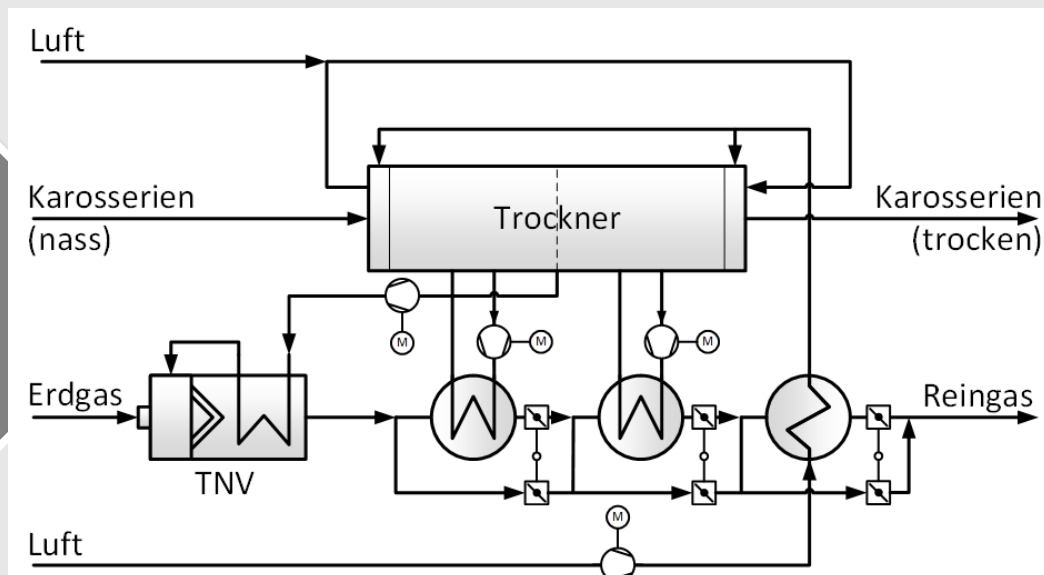 Luft
Karosserien
(nass)
Trockner
Karosserien
(trocken)
M
M
M
Erdgas
Reingas
TNV
M
Luft